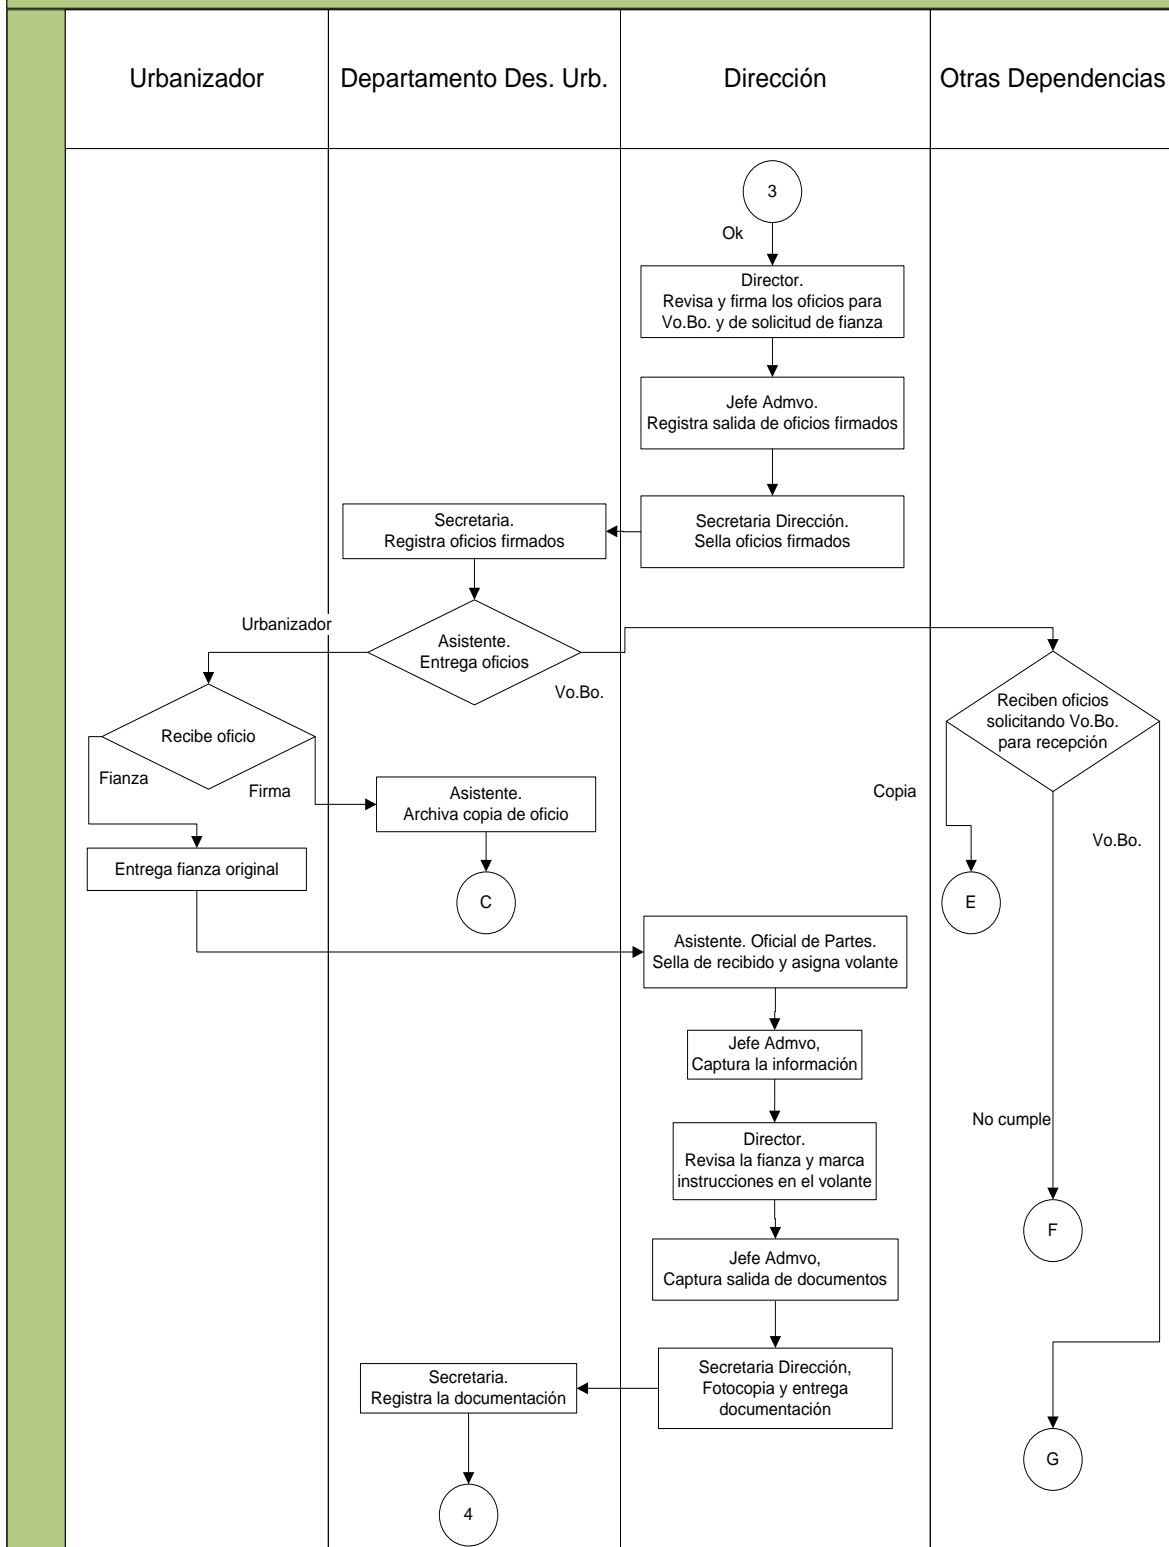 Urbanizador
Departamento Des. Urb.
Dirección
Otras Dependencias
3
Ok
Director.
Revisa y firma los oficios para
Vo.Bo. y de solicitud de fianza
Jefe Admvo.
Registra salida de oficios firmados
Secretaria.
Registra oficios firmados
Secretaria Dirección.
Sella oficios firmados
Urbanizador
Asistente.
Entrega oficios
Vo.Bo.
Reciben oficios
solicitando Vo.Bo.
para recepción
Recibe oficio
Fianza
Firma
Asistente.
Archiva copia de oficio
Copia
Vo.Bo.
Entrega fianza original
C
E
Asistente. Oficial de Partes.
Sella de recibido y asigna volante
Jefe Admvo,
Captura la información
No cumple
Director.
Revisa la fianza y marca
instrucciones en el volante
F
Jefe Admvo,
Captura salida de documentos
Secretaria.
Registra la documentación
Secretaria Dirección,
Fotocopia y entrega
documentación
G
4